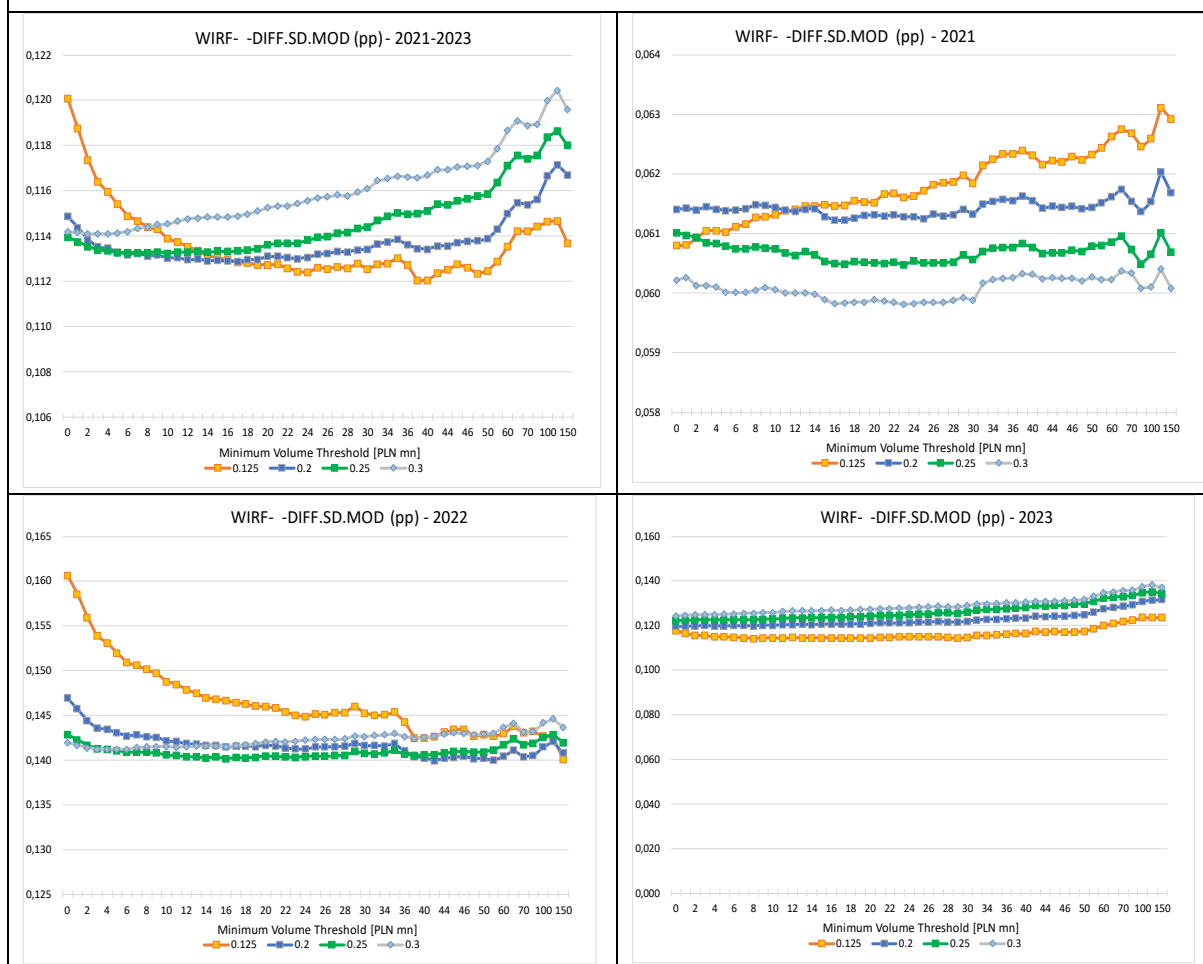 WIRF- -DIFF.SD.MOD (pp) - 2021-2023
0,122
0,120
0,118
0,116
0,114
0,112
0,110
0,108
0,106
0 2 4 6 8 10 12 14 16 17 18 20 22 24 26 28 30 34 36 40 44 46 50 60 70 100 150
Minimum Volume Threshold [PLN mn]
0.125 0.2 0.25 0.3
WIRF- -DIFF.SD.MOD (pp) - 2021
0,064
0,063
0,062
0,061
0,060
0,059
0,058
0 2 4 6 8 10 12 14 16 18 20 22 24 26 28 30 34 36 40 44 46 50 60 70 100 150
Minimum Volume Threshold [PLN mn]
0.125 0.2 0.25 0.3
WIRF- -DIFF.SD.MOD (pp) - 2022
0,165
0,160
0,155
0,150
0,145
0,140
0,135
0,130
0,125
0 2 4 6 8 10 12 14 16 18 20 22 24 26 28 30 34 36 40 44 46 50 60 70 100 150
Minimum Volume Threshold [PLN mn]
0.125 0.2 0.25 0.3
WIRF- -DIFF.SD.MOD (pp) - 2023
0,160
0,140
0,120
0,100
0,080
0,060
0,040
0,020
0,000
0 2 4 6 8 10 12 14 16 18 20 22 24 26 28 30 34 36 40 44 46 50 60 70 100 150
Minimum Volume Threshold [PLN mn]
0.125 0.2 0.25 0.3